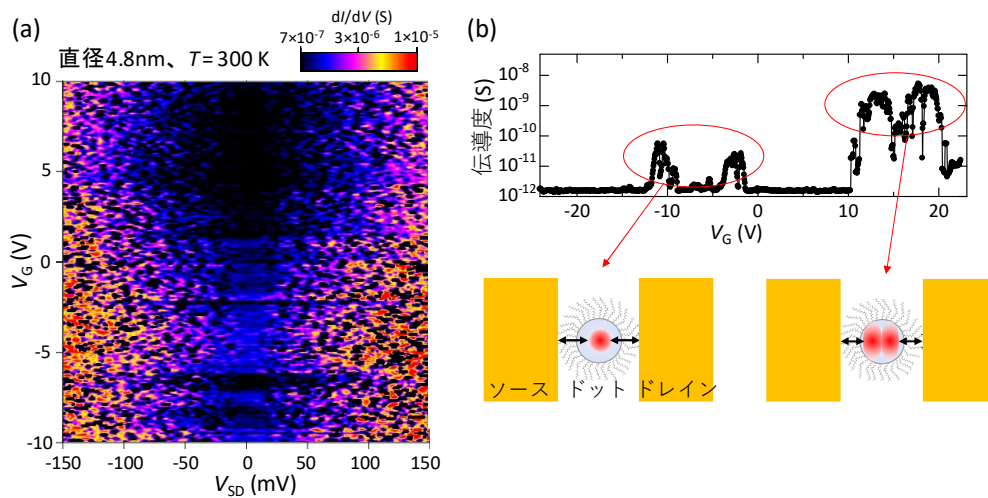 (a)
直径4.8nm、T = 300 K
dI/dV (S)
7×10⁻⁷ 3×10⁻⁶ 1×10⁻⁵
V_G (V)
10
5
0
-5
-10
-150 -100 -50 0 50 100 150
V_SD (mV)
(b)
伝導度 (S)
10⁻⁸
10⁻⁹
10⁻¹⁰
10⁻¹¹
10⁻¹²
-20 -10 0 10 20
V_G (V)
ソース ドット ドレイン